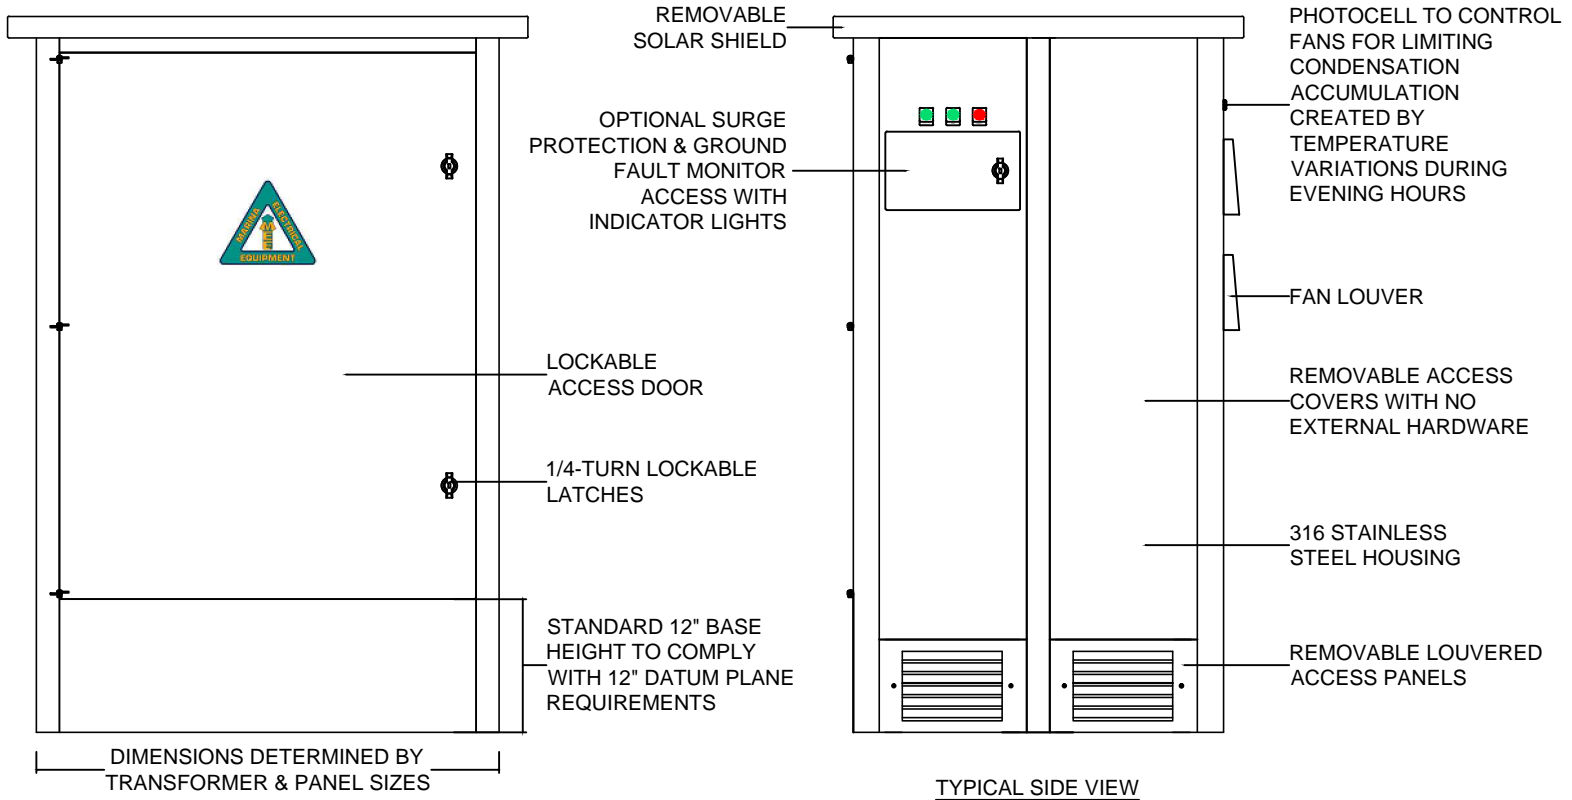 REMOVABLE
SOLAR SHIELD
OPTIONAL SURGE
PROTECTION & GROUND
FAULT MONITOR
ACCESS WITH
INDICATOR LIGHTS
MARINA
ELECTRICAL
EQUIPMENT
LOCKABLE
ACCESS DOOR
1/4-TURN LOCKABLE
LATCHES
STANDARD 12" BASE
HEIGHT TO COMPLY
WITH 12" DATUM PLANE
REQUIREMENTS
DIMENSIONS DETERMINED BY
TRANSFORMER & PANEL SIZES
PHOTOCELL TO CONTROL
FANS FOR LIMITING
CONDENSATION
ACCUMULATION
CREATED BY
TEMPERATURE
VARIATIONS DURING
EVENING HOURS
FAN LOUVER
REMOVABLE ACCESS
COVERS WITH NO
EXTERNAL HARDWARE
316 STAINLESS
STEEL HOUSING
REMOVABLE LOUVERED
ACCESS PANELS
TYPICAL SIDE VIEW